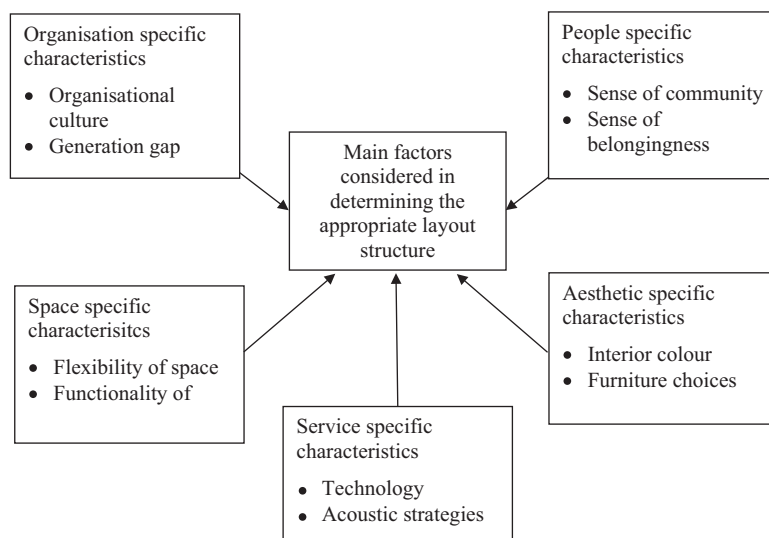 Organisation specific
characteristics
• Organisational
culture
• Generation gap
People specific
characteristics
• Sense of community
• Sense of
belongingness
Main factors
considered in
determining the
appropriate layout
structure
Space specific
characterisitcs
• Flexibility of space
• Functionality of
Aesthetic specific
characteristics
• Interior colour
• Furniture choices
Service specific
characteristics
• Technology
• Acoustic strategies